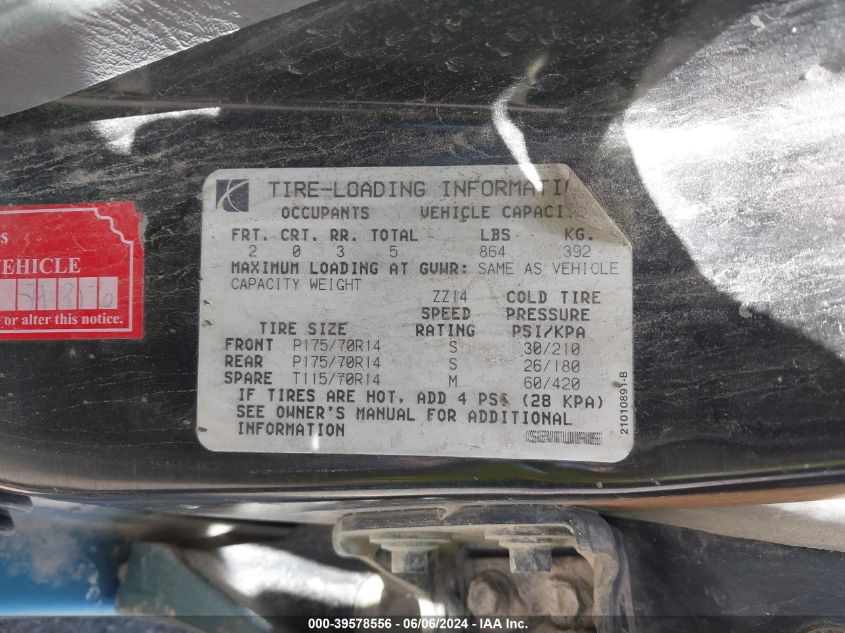 TIRE-LOADING INFORMATI
OCCUPANTS VEHICLE CAPACI
FRT. CRT. RR. TOTAL LBS KG.
2 0 3 5 864 392
MAXIMUM LOADING AT GVWR: SAME AS VEHICLE
CAPACITY WEIGHT
ZZ14 COLD TIRE
SPEED PRESSURE
TIRE SIZE RATING PSI/KPA
FRONT P175/70R14 S 30/210
REAR P175/70R14 S 26/180
SPARE T115/70R14 M 60/420
IF TIRES ARE HOT, ADD 4 PSI (28 KPA)
SEE OWNER'S MANUAL FOR ADDITIONAL
INFORMATION
21010891-B
VEHICLE
or alter this notice.
000-39578556 / 06/06/2024 - IAA Inc.